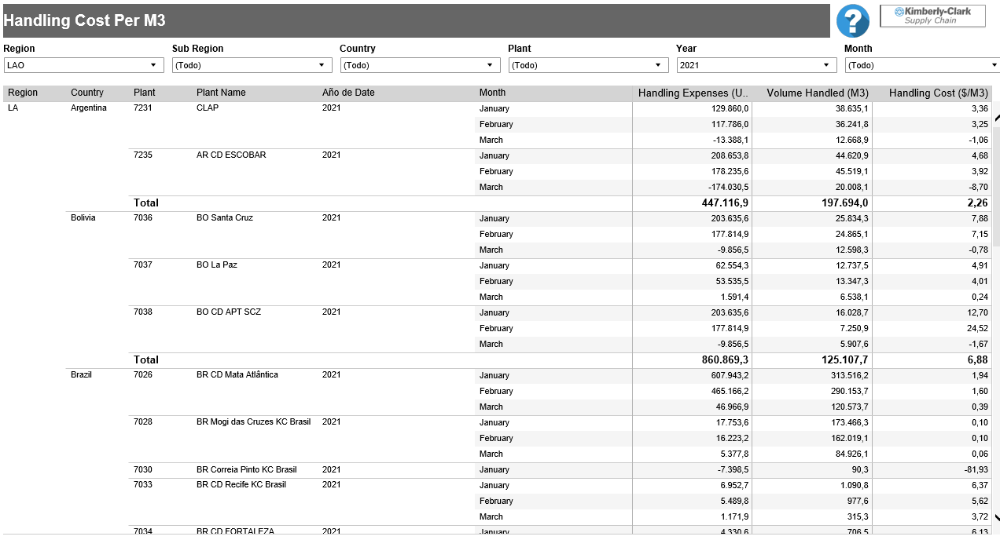 Handling Cost Per M3
?
Kimberly-Clark
Supply Chain
Region Sub Region Country Plant Year Month
LAO (Todo) (Todo) (Todo) 2021 (Todo)
Region Country Plant Plant Name Año de Date Month Handling Expenses (U.. Volume Handled (M3) Handling Cost ($/M3)
LA Argentina 7231 CLAP 2021 January 129.860,0 38.635,1 3,36
February 117.786,0 36.241,8 3,25
March -13.388,1 12.668,9 -1,06
7235 AR CD ESCOBAR 2021 January 208.653,8 44.620,9 4,68
February 178.235,6 45.519,1 3,92
March -174.030,5 20.008,1 -8,70
Total 447.116,9 197.694,0 2,26
Bolivia 7036 BO Santa Cruz 2021 January 203.635,6 25.834,3 7,88
February 177.814,9 24.865,1 7,15
March -9.856,5 12.598,3 -0,78
7037 BO La Paz 2021 January 62.554,3 12.737,5 4,91
February 53.535,5 13.347,3 4,01
March 1.591,4 6.538,1 0,24
7038 BO CD APT SCZ 2021 January 203.635,6 16.028,7 12,70
February 177.814,9 7.250,9 24,52
March -9.856,5 5.907,6 -1,67
Total 860.869,3 125.107,7 6,88
Brazil 7026 BR CD Mata Atlântica 2021 January 607.943,2 313.516,2 1,94
February 465.166,2 290.153,7 1,60
March 46.966,9 120.573,7 0,39
7028 BR Mogi das Cruzes KC Brasil 2021 January 17.753,6 173.466,3 0,10
February 16.223,2 162.019,1 0,10
March 5.377,8 84.926,1 0,06
7030 BR Correia Pinto KC Brasil 2021 January -7.398,5 90,3 -81,93
7033 BR CD Recife KC Brasil 2021 January 6.952,7 1.090,8 6,37
February 5.489,8 977,6 5,62
March 1.171,9 315,3 3,72
7034 BR CD FORTALEZA 2021 January 4.330,6 706,5 6,13